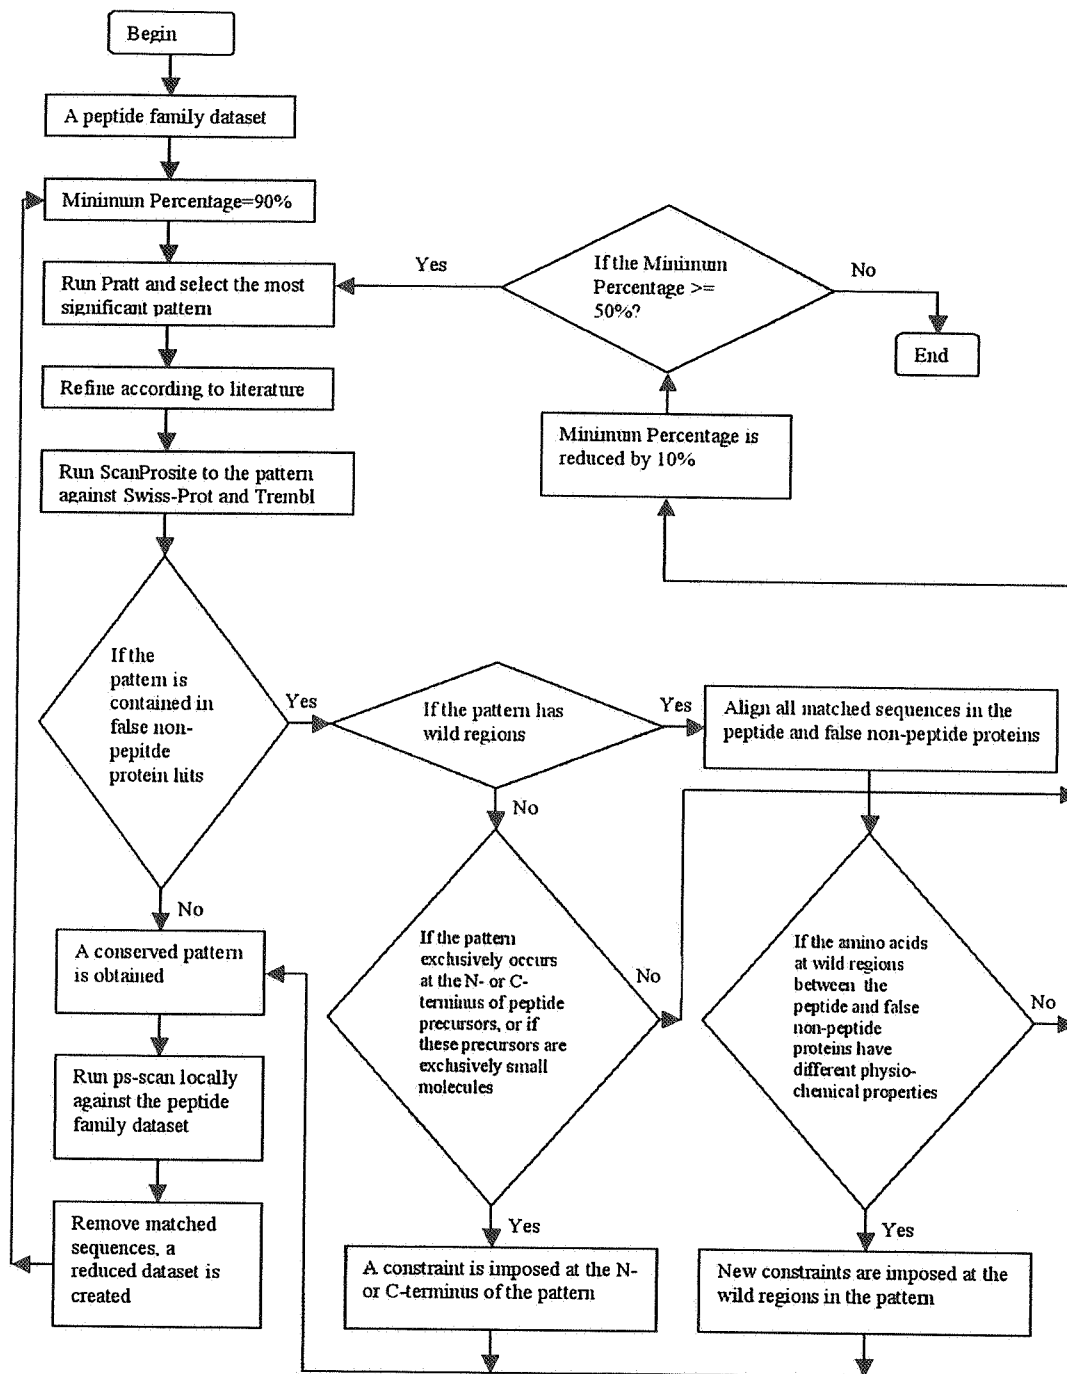 Begin
A peptide family dataset
Minimum Percentage=90%
Run Pratt and select the most
significant pattern
Refine according to literature
Run ScanProsite to the pattern
against Swiss-Prot and Trembl
Yes
If the Minimum
Percentage >=
50%?
No
End
Minimum Percentage is
reduced by 10%
If the
pattern is
contained in
false non-
pepitde
protein hits
Yes
If the pattern has
wild regions
Yes
Align all matched sequences in the
peptide and false non-peptide proteins
No
No
A conserved pattern
is obtained
If the pattern
exclusively occurs
at the N- or C-
terminus of peptide
precursors, or if
these precursors are
exclusively small
molecules
No
If the amino acids
at wild regions
between the
peptide and false
non-peptide
proteins have
different physio-
chemical properties
No
Run ps-scan locally
against the peptide
family dataset
Remove matched
sequences, a
reduced dataset is
created
Yes
A constraint is imposed at the N-
or C-terminus of the pattern
Yes
New constraints are imposed at the
wild regions in the pattern